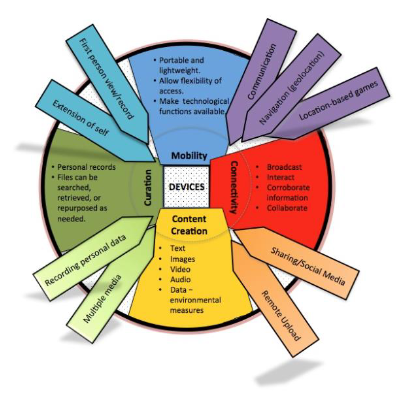 First person view/record
Extension of self
• Portable and
lightweight.
• Allow flexibility of
access.
• Make technological
functions available
Mobility
Communication
Navigation (geolocation)
Location-based games
• Personal records
• Files can be
searched,
retrieved, or
repurposed as
needed.
Curation
DEVICES
Connectivity
• Broadcast
• Interact
• Corroborate
information
• Collaborate
Content
Creation
• Text
• Images
• Video
• Audio
• Data –
environmental
measures
Recording personal data
Multiple media
Sharing/Social Media
Remote Upload